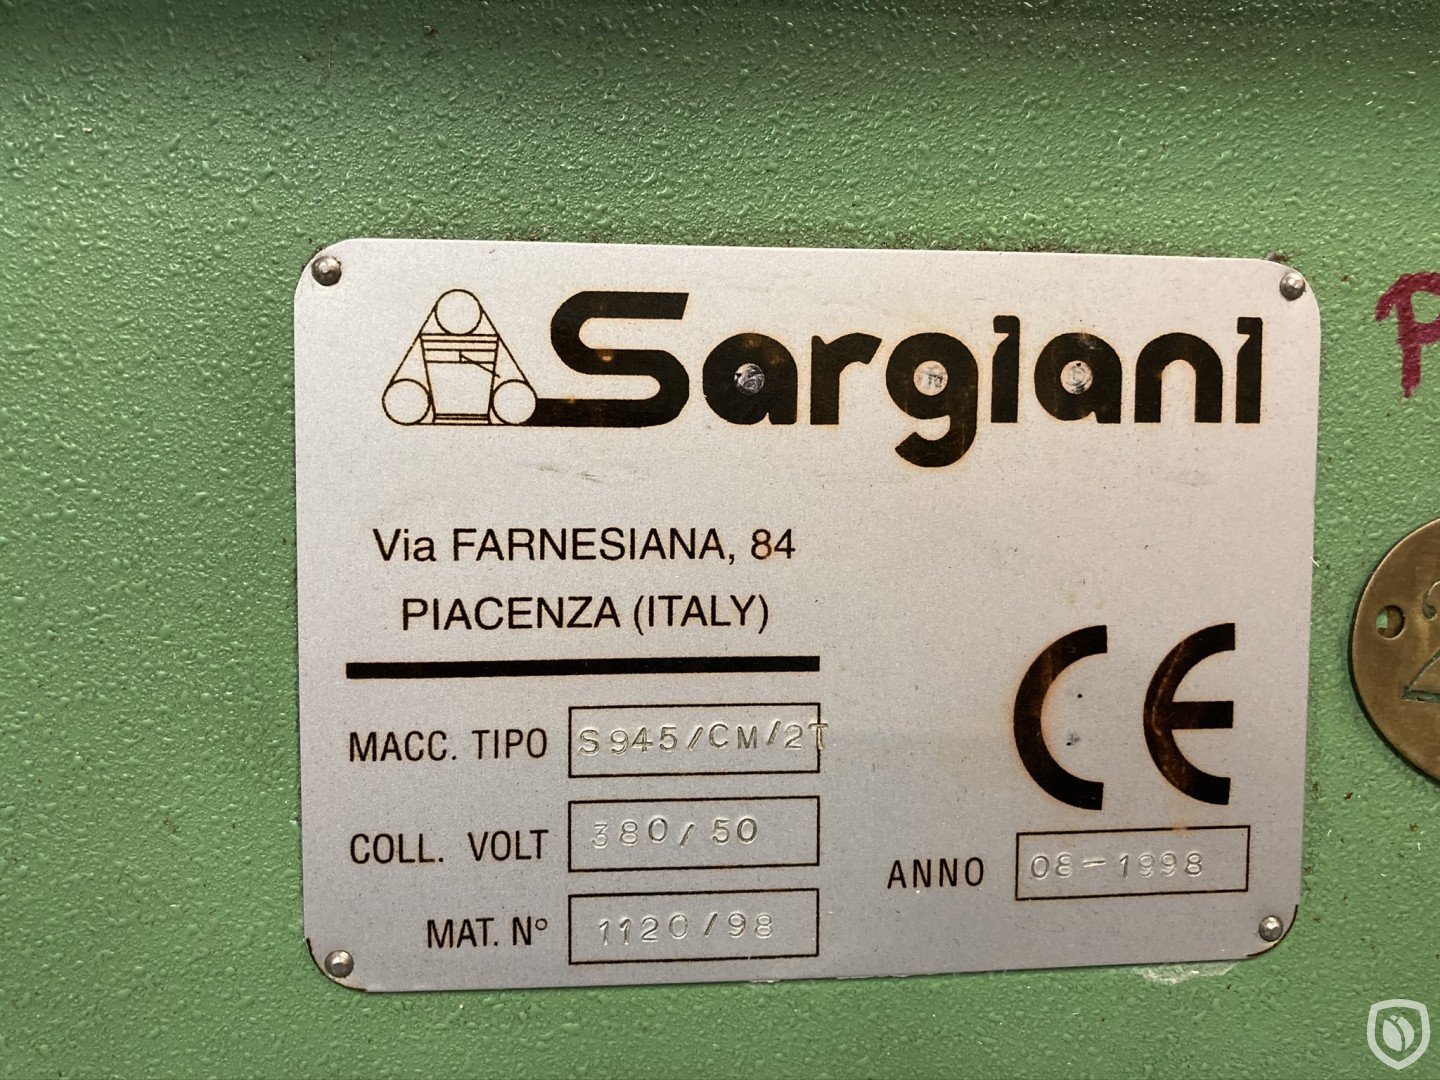 Sargiani
Via FARNESIANA, 84
PIACENZA (ITALY)
MACC. TIPO S945/CM/2T
COLL. VOLT 380/50
MAT. N° 1120/98
CE
ANNO 08-1998
P
2